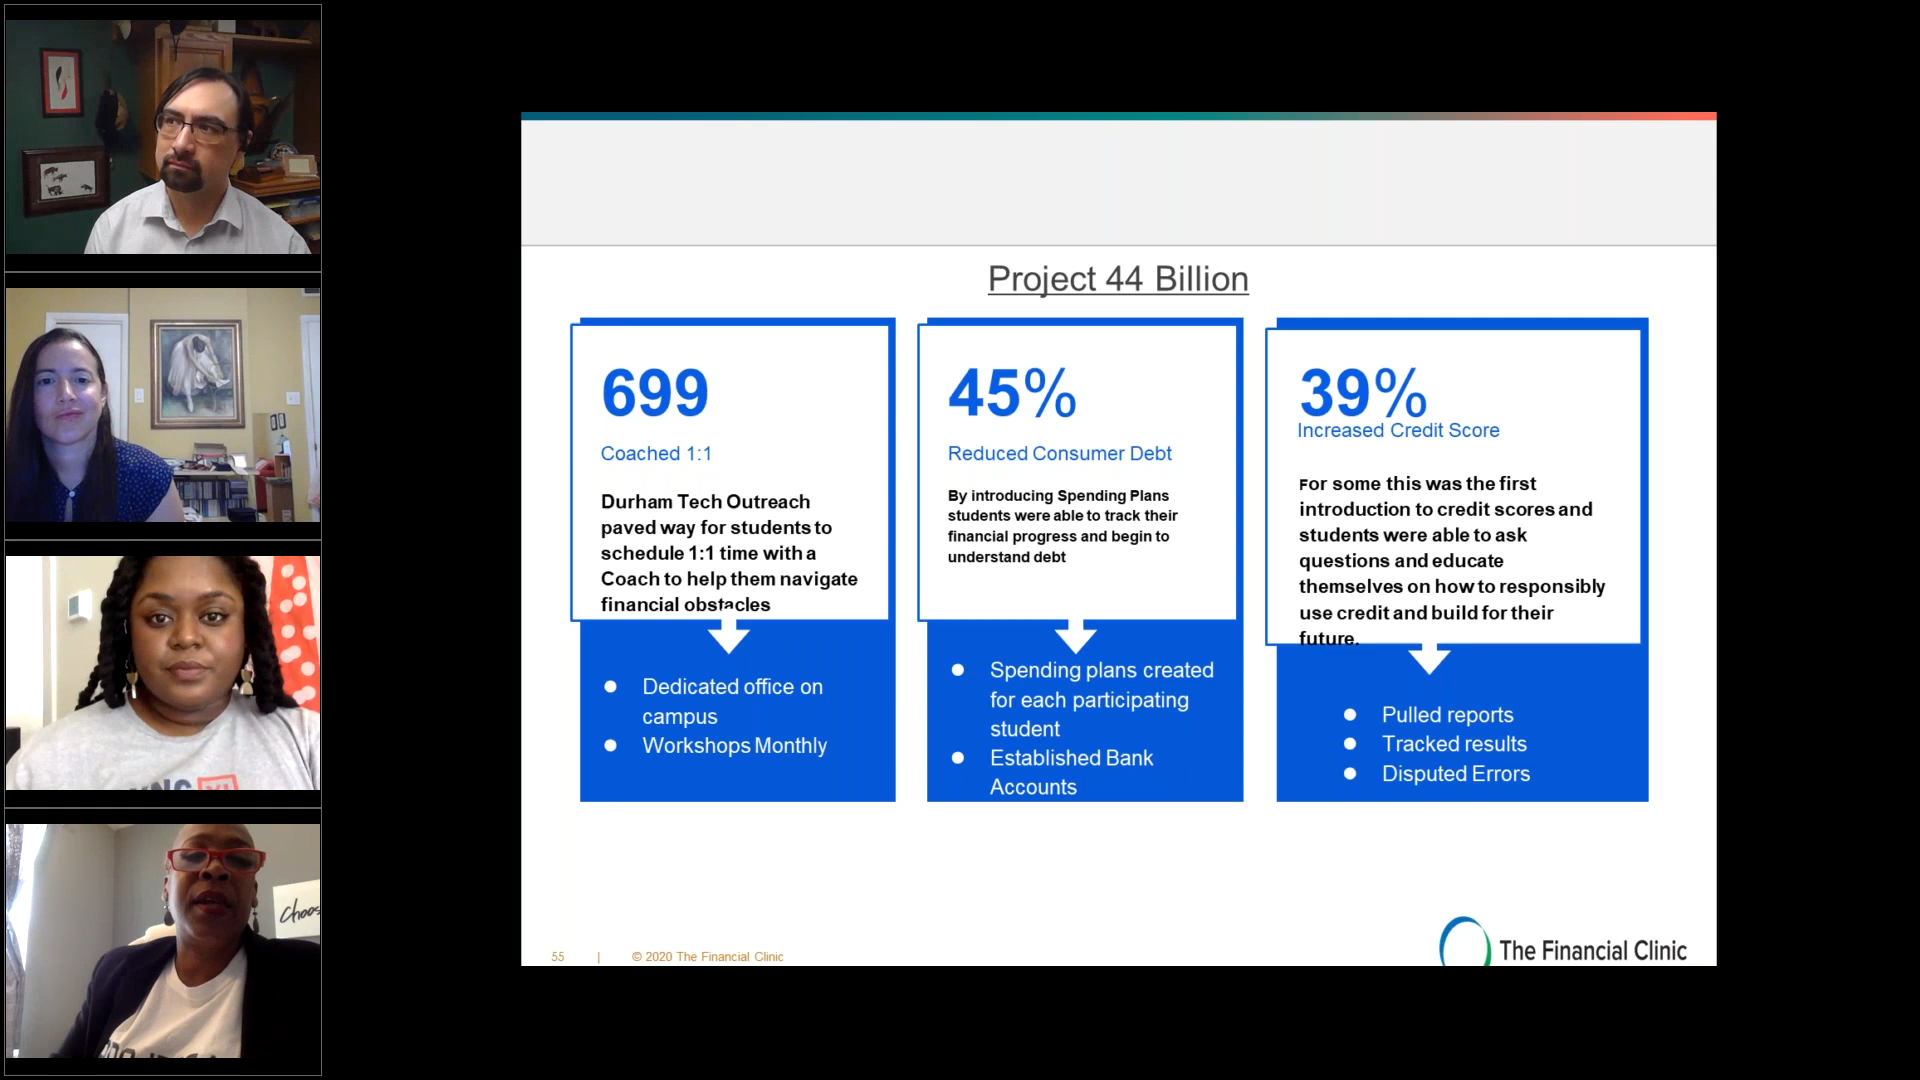 Project 44 Billion
699
Coached 1:1
Durham Tech Outreach
paved way for students to
schedule 1:1 time with a
Coach to help them navigate
financial obstacles
● Dedicated office on
campus
● Workshops Monthly
45%
Reduced Consumer Debt
By introducing Spending Plans
students were able to track their
financial progress and begin to
understand debt
● Spending plans created
for each participating
student
● Established Bank
Accounts
39%
Increased Credit Score
For some this was the first
introduction to credit scores and
students were able to ask
questions and educate
themselves on how to responsibly
use credit and build for their
future.
● Pulled reports
● Tracked results
● Disputed Errors
55 | © 2020 The Financial Clinic
The Financial Clinic